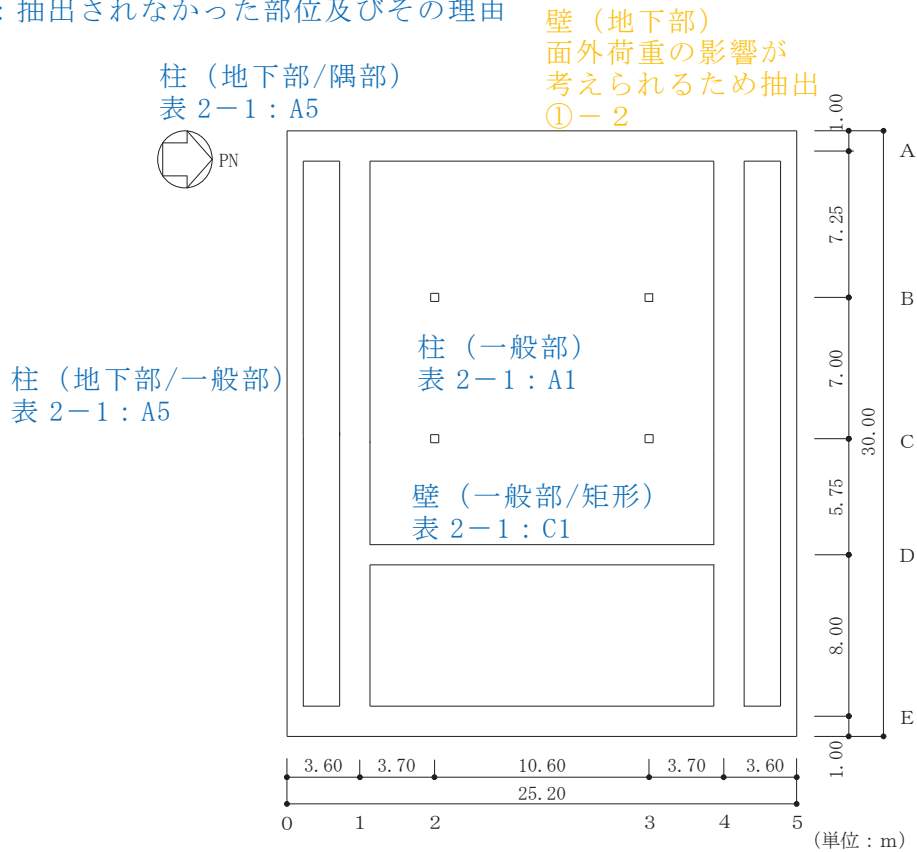 ：抽出されなかった部位及びその理由
壁（地下部）
面外荷重の影響が
考えられるため抽出
①－２
柱（地下部/隅部）
表 2－1：A5
PN
柱（地下部/一般部）
表 2－1：A5
柱（一般部）
表 2－1：A1
壁（一般部/矩形）
表 2－1：C1
1.00
A
7.25
B
7.00
30.00
C
5.75
D
8.00
E
1.00
3.60 3.70 10.60 3.70 3.60
25.20
0 1 2 3 4 5
(単位：m)